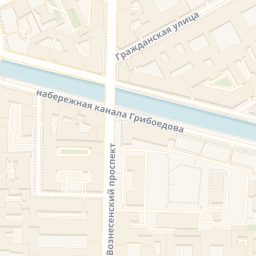 Гражданская улица
набережная канала Грибоедова
Вознесенский проспект